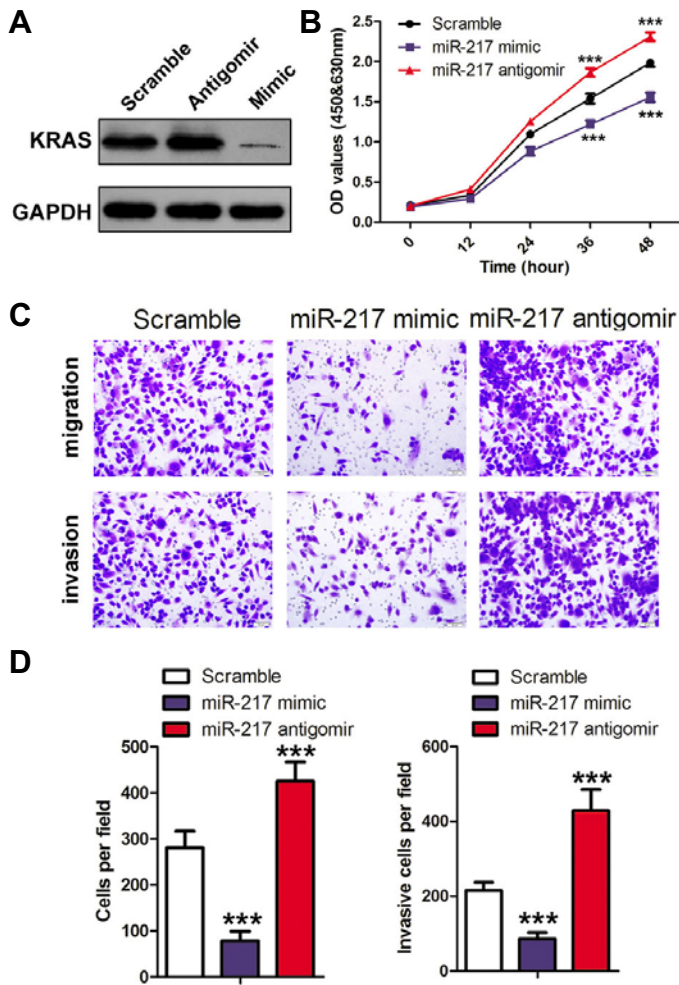 A
Scramble
Antigomir
Mimic
KRAS
GAPDH
B
Scramble
miR-217 mimic
miR-217 antigomir
OD values (450&630nm)
2.5
2.0
1.5
1.0
0.5
0.0
***
***
***
***
0
12
24
36
48
Time (hour)
C
Scramble
miR-217 mimic
miR-217 antigomir
migration
invasion
D
Scramble
miR-217 mimic
miR-217 antigomir
Cells per field
500
400
300
200
100
0
***
***
Scramble
miR-217 mimic
miR-217 antigomir
Invasive cells per field
600
400
200
0
***
***